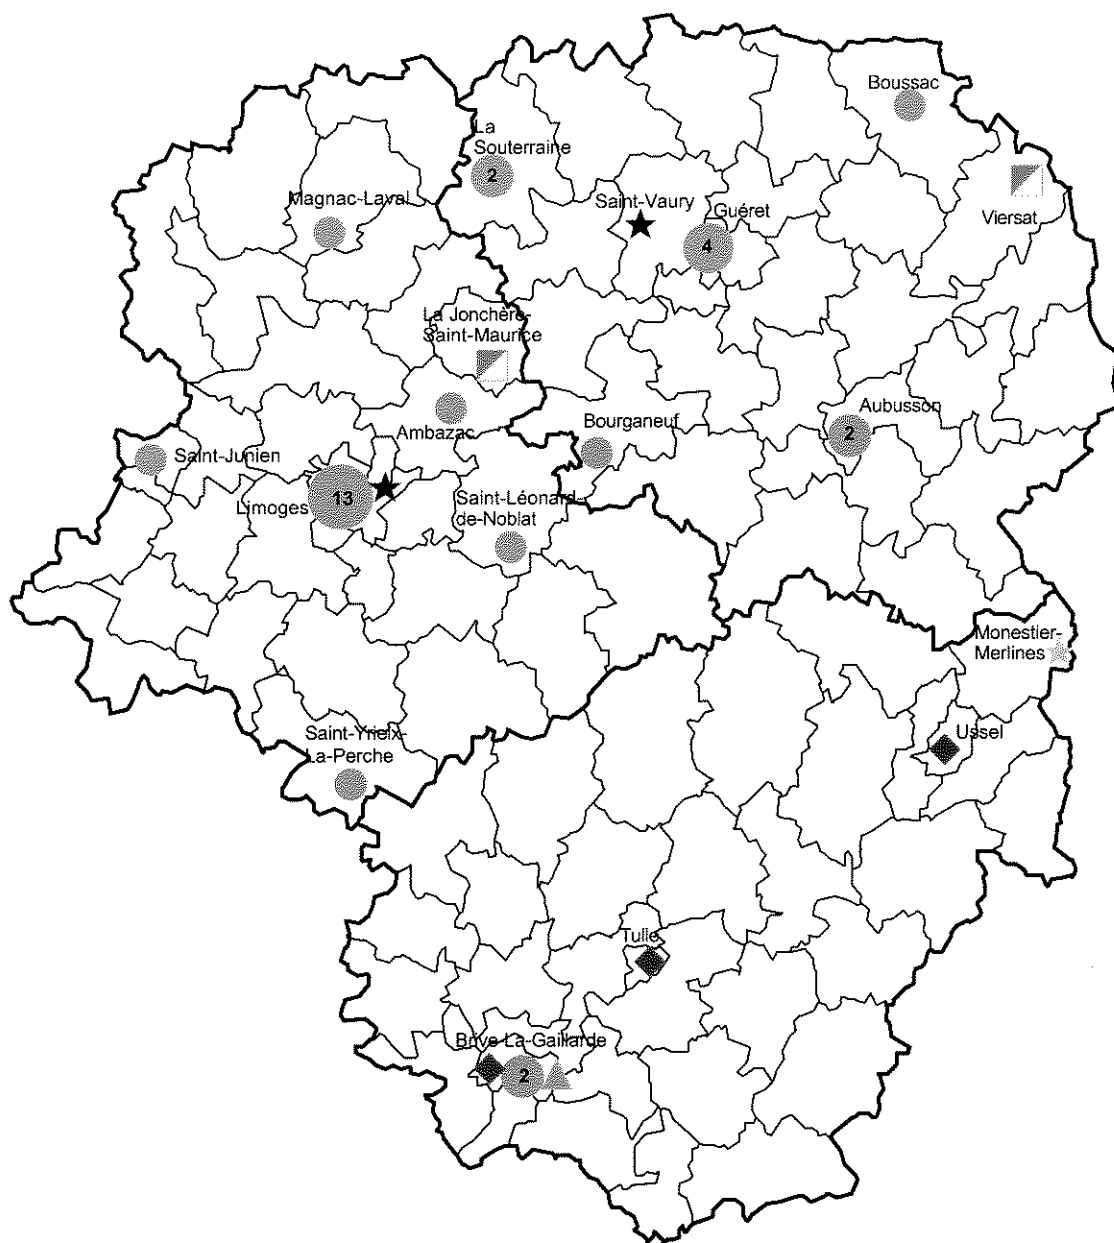 Boussac
La
Souterraine
2
Magnac-Laval
Saint-Vaury
Guéret
4
Viersat
La Jonchère-
Saint-Maurice
Ambazac
Bourganeuf
Aubusson
2
Saint-Junien
Limoges
13
Saint-Léonard-
de-Noblat
Monestier-
Merlines
Saint-Yrieix-
La-Perche
Ussel
Tulle
Brive-La-Gaillarde
2